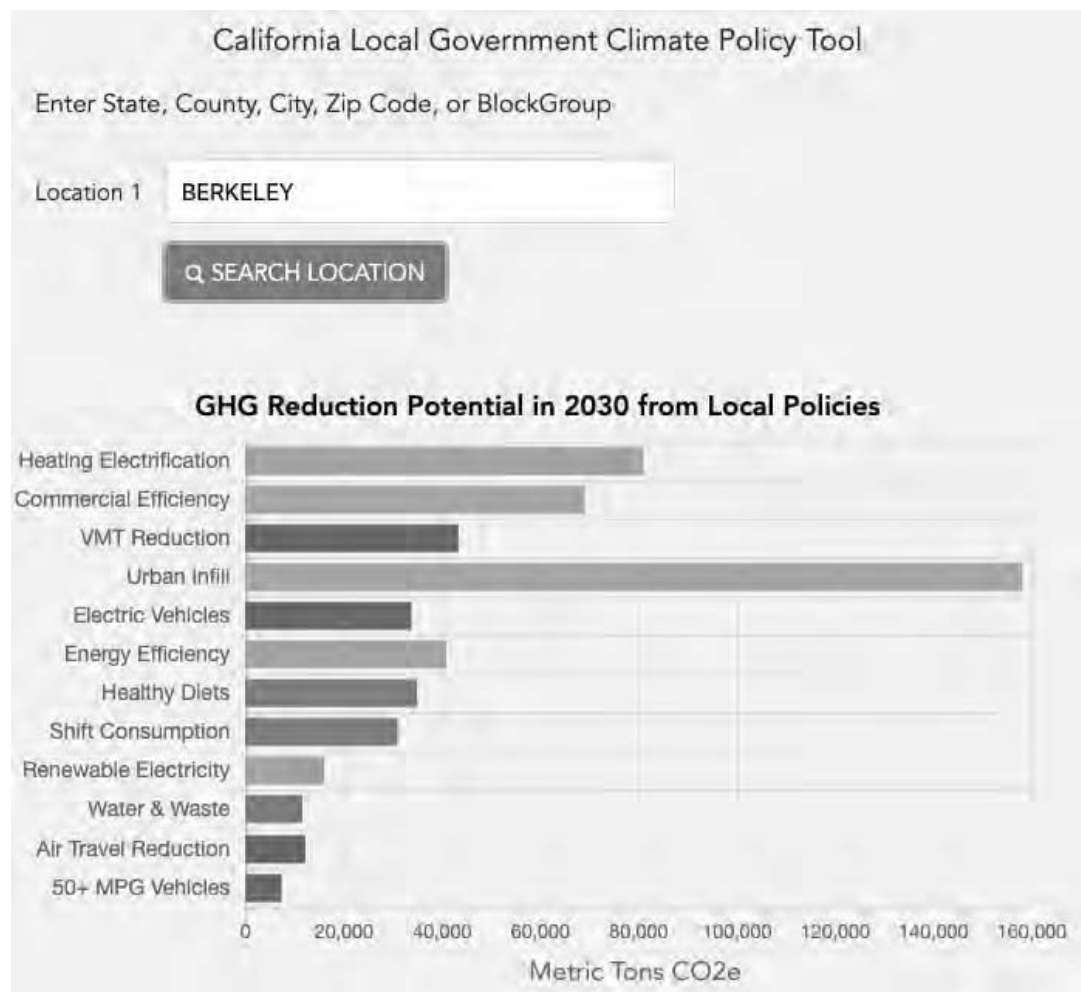 California Local Government Climate Policy Tool
Enter State, County, City, Zip Code, or BlockGroup
Location 1 BERKELEY
SEARCH LOCATION
GHG Reduction Potential in 2030 from Local Policies
Heating Electrification
Commercial Efficiency
VMT Reduction
Urban Infill
Electric Vehicles
Energy Efficiency
Healthy Diets
Shift Consumption
Renewable Electricity
Water & Waste
Air Travel Reduction
50+ MPG Vehicles
0 20,000 40,000 60,000 80,000 100,000 120,000 140,000 160,000
Metric Tons CO2e